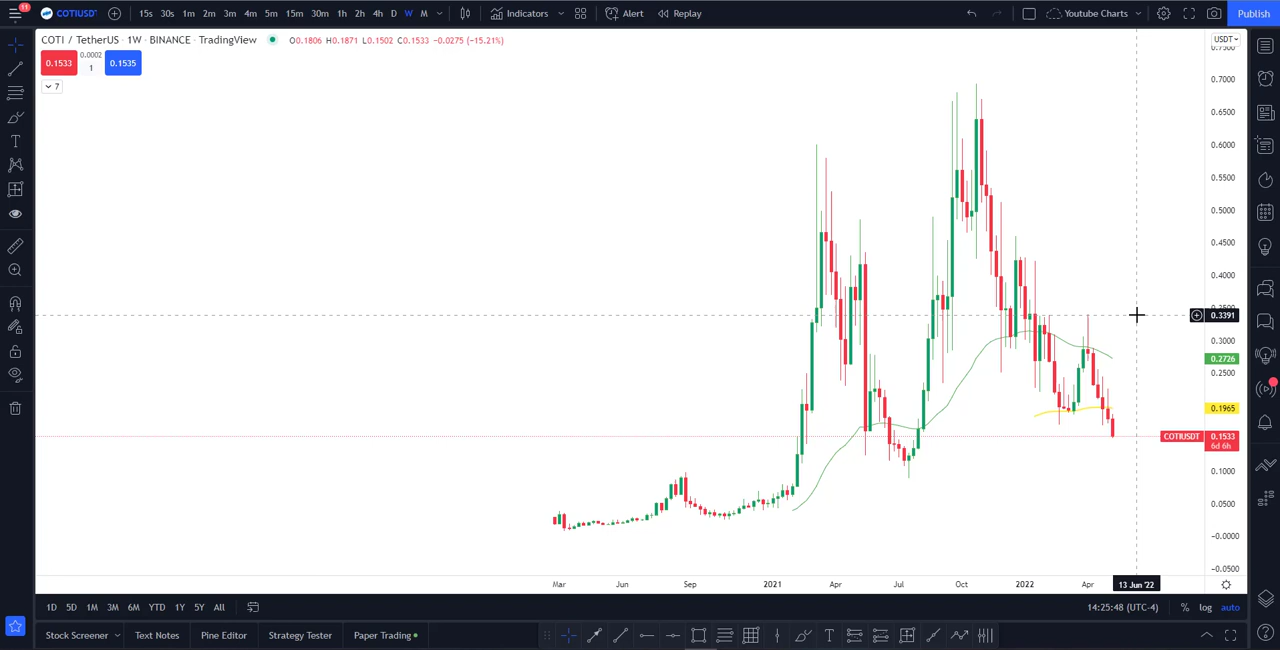 11
COTIUSDT 15s 30s 1m 2m 3m 4m 5m 15m 30m 1h 2h 4h D W M Indicators Alert Replay Youtube Charts Publish
COTI / TetherUS · 1W · BINANCE · TradingView O0.1806 H0.1871 L0.1502 C0.1533 −0.0275 (−15.21%)
USDT
0.1533 0.0002 1 0.1535
7
0.7500
0.7000
0.6500
0.6000
0.5500
0.5000
0.4500
0.4000
0.3500
0.3391
0.3000
0.2726
0.2500
0.1965
COTIUSDT 0.1533
6d 6h
0.1000
0.0500
−0.0000
−0.0500
Mar Jun Sep 2021 Apr Jul Oct 2022 Apr 13 Jun '22
1D 5D 1M 3M 6M YTD 1Y 5Y All 14:25:48 (UTC-4) % log auto
Stock Screener Text Notes Pine Editor Strategy Tester Paper Trading